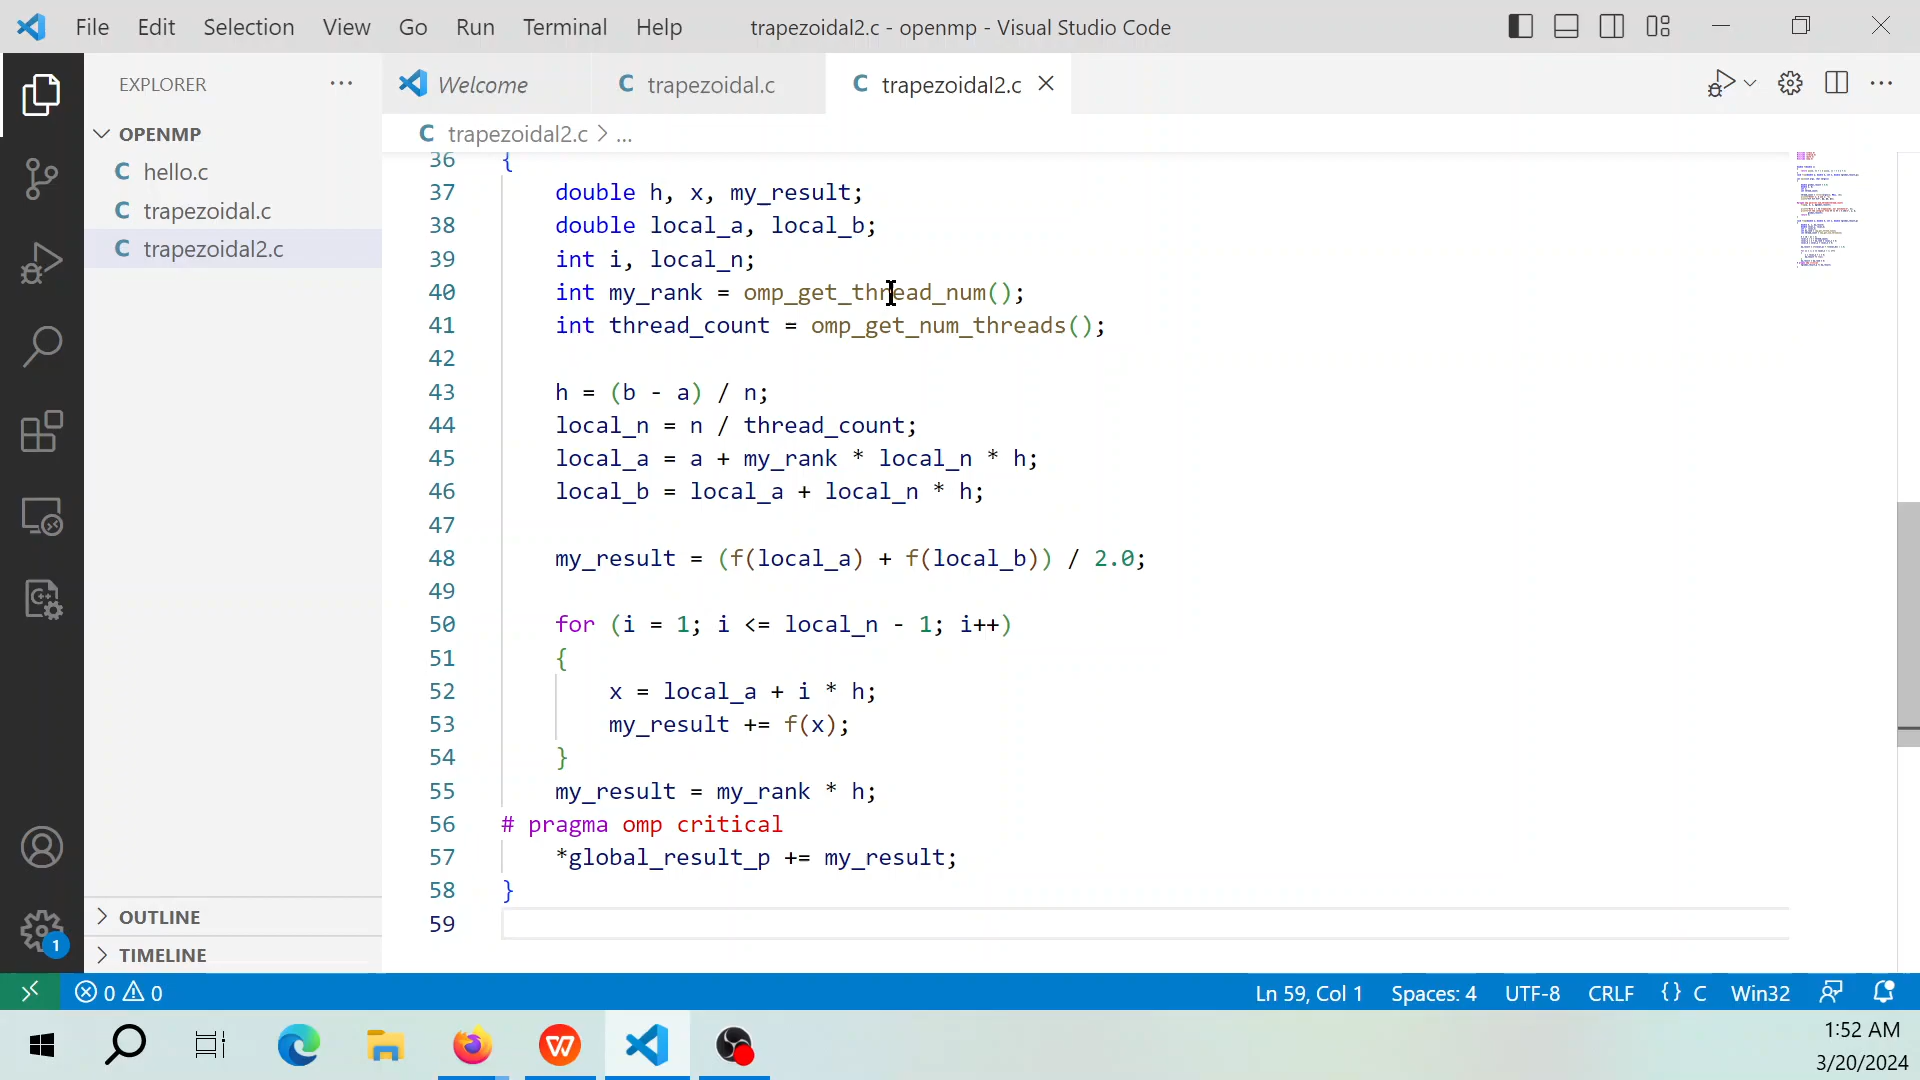 File Edit Selection View Go Run Terminal Help trapezoidal2.c - openmp - Visual Studio Code
EXPLORER
Welcome
trapezoidal.c
trapezoidal2.c
OPENMP
hello.c
trapezoidal.c
trapezoidal2.c
OUTLINE
TIMELINE
trapezoidal2.c > ...
36 {
37 double h, x, my_result;
38 double local_a, local_b;
39 int i, local_n;
40 int my_rank = omp_get_thread_num();
41 int thread_count = omp_get_num_threads();
42
43 h = (b - a) / n;
44 local_n = n / thread_count;
45 local_a = a + my_rank * local_n * h;
46 local_b = local_a + local_n * h;
47
48 my_result = (f(local_a) + f(local_b)) / 2.0;
49
50 for (i = 1; i <= local_n - 1; i++)
51 {
52 x = local_a + i * h;
53 my_result += f(x);
54 }
55 my_result = my_rank * h;
56 # pragma omp critical
57 *global_result_p += my_result;
58 }
59
1
0 0
Ln 59, Col 1 Spaces: 4 UTF-8 CRLF {} C Win32
1:52 AM
3/20/2024